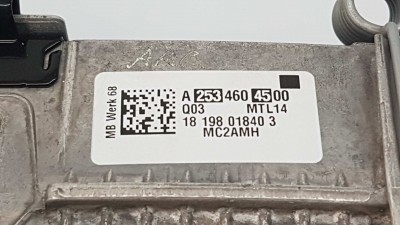 MB Werk 68
A 253 460 45 00
Q03 MTL14
18 198 01840 3
MC2AMH